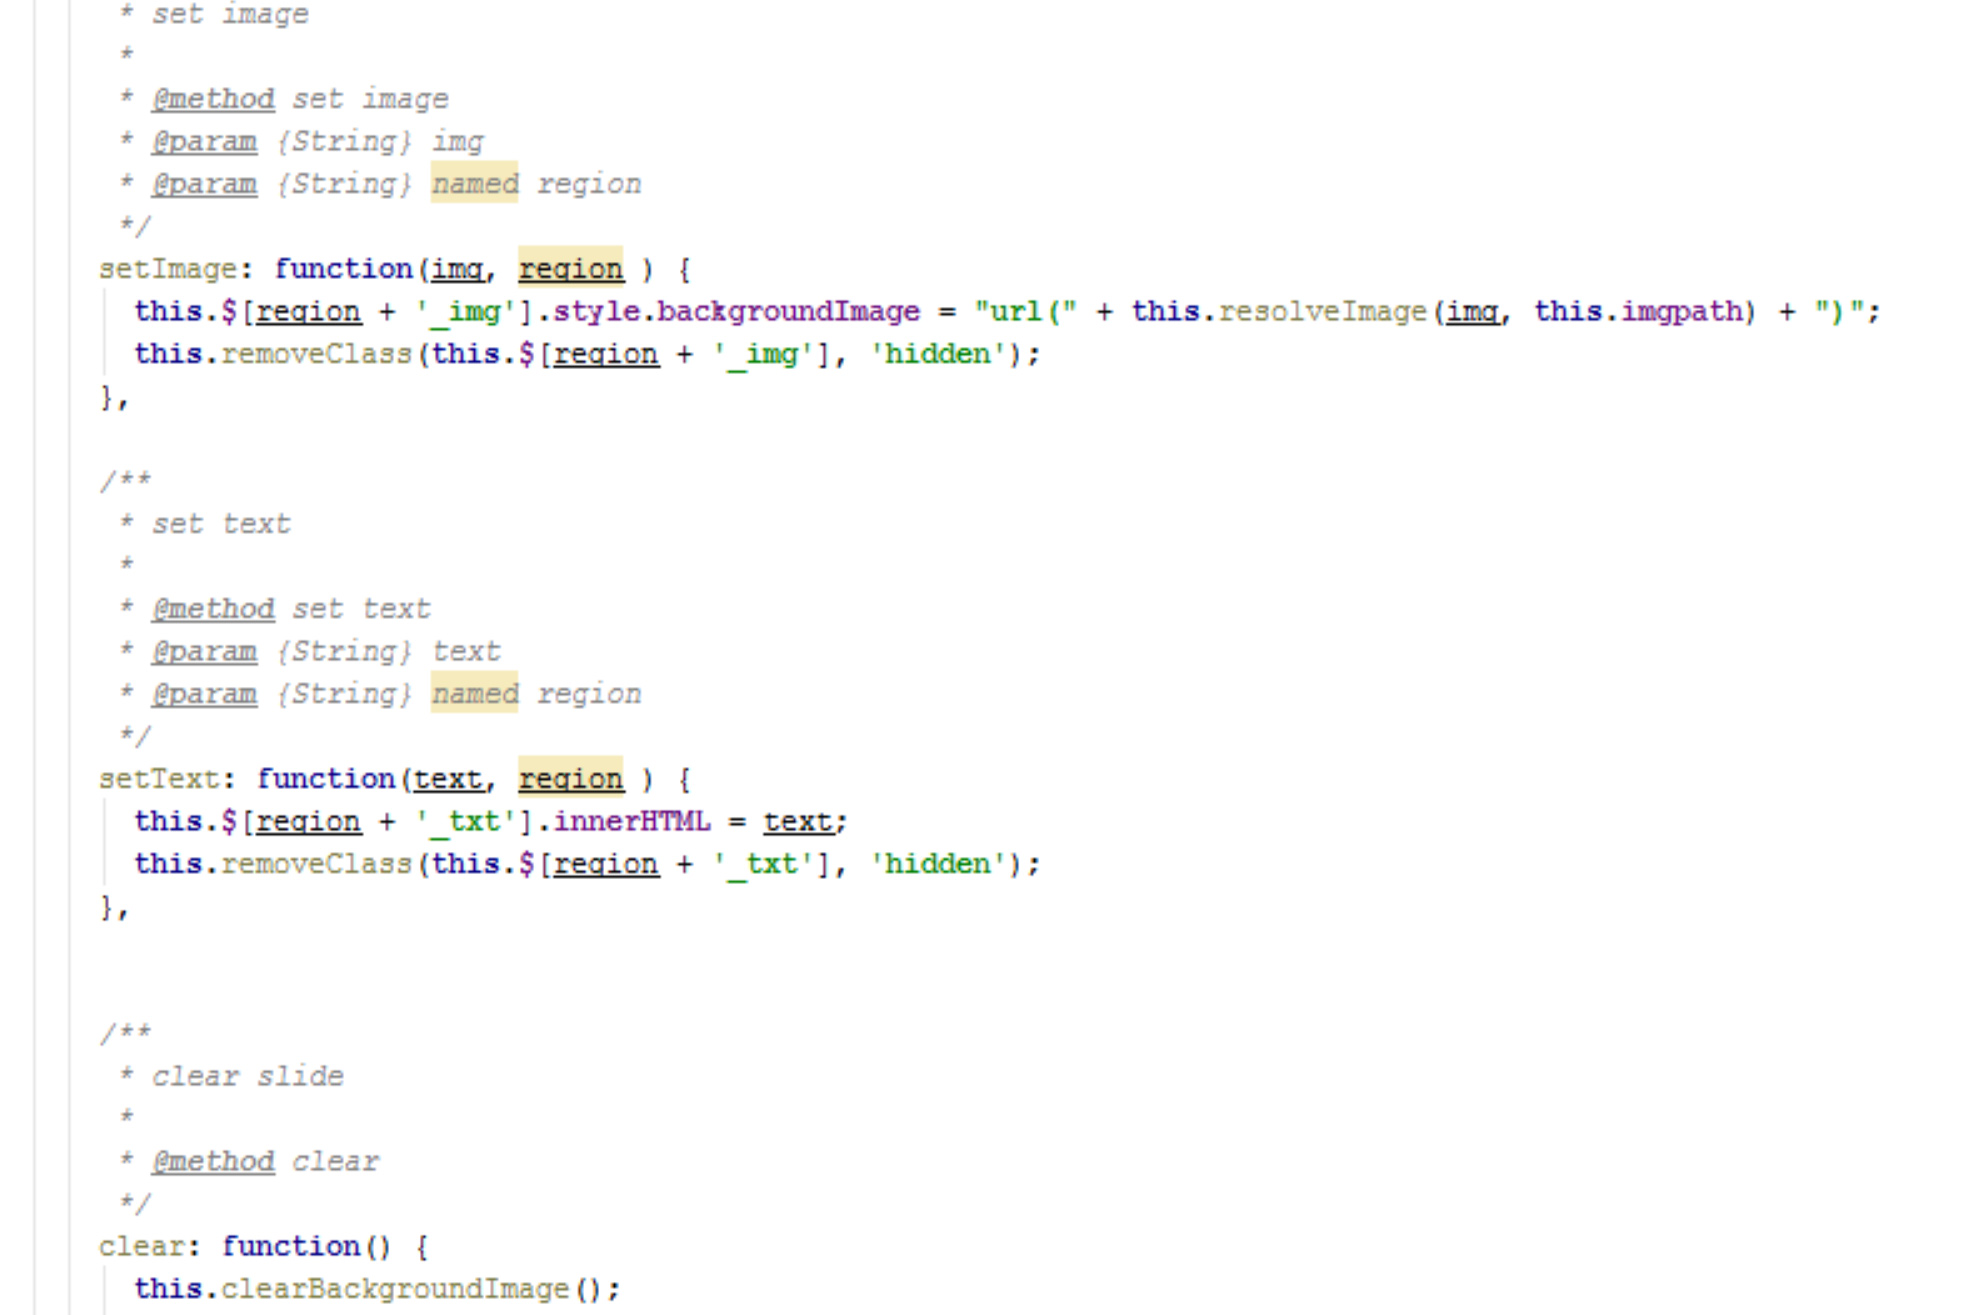 * set image
*
* @method set image
* @param {String} img
* @param {String} named region
*/
setImage: function(img, region ) {
this.$[region + '_img'].style.backgroundImage = "url(" + this.resolveImage(img, this.imgpath) + ")";
this.removeClass(this.$[region + '_img'], 'hidden');
},
/**
* set text
*
* @method set text
* @param {String} text
* @param {String} named region
*/
setText: function(text, region ) {
this.$[region + '_txt'].innerHTML = text;
this.removeClass(this.$[region + '_txt'], 'hidden');
},
/**
* clear slide
*
* @method clear
*/
clear: function() {
this.clearBackgroundImage();